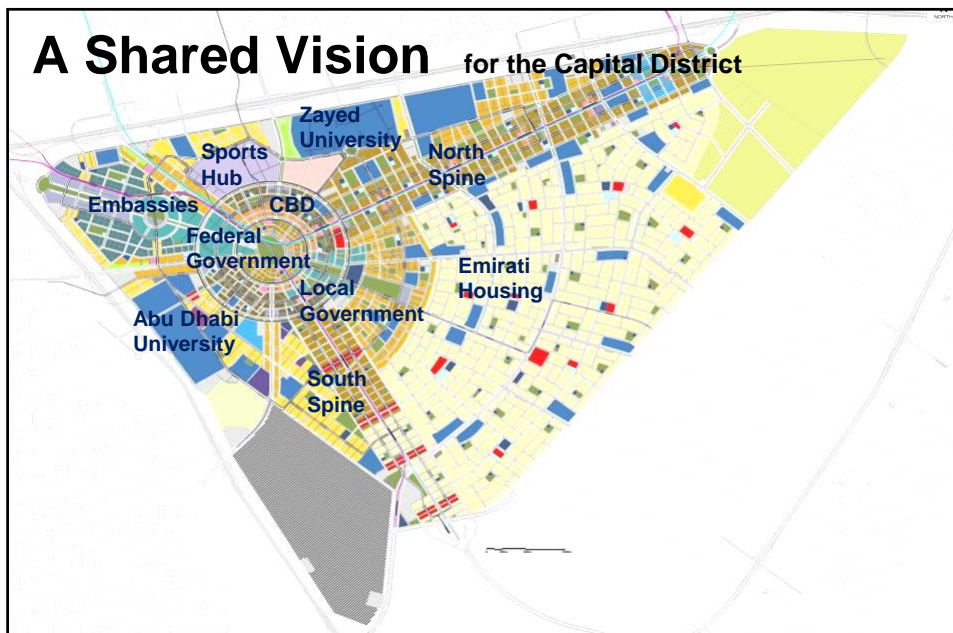 A Shared Vision for the Capital District
NORTH
Zayed
University
Sports
Hub
North
Spine
Embassies
CBD
Federal
Government
Emirati
Housing
Local
Government
Abu Dhabi
University
South
Spine